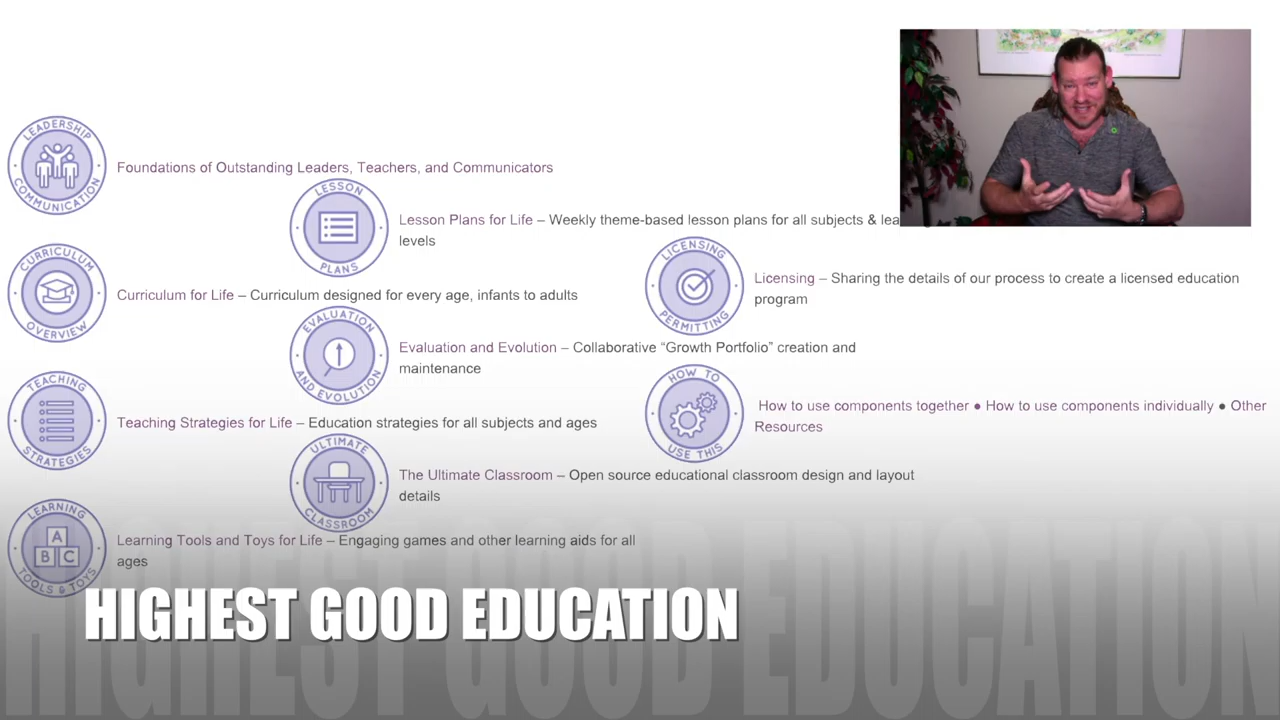 LEADERSHIP
COMMUNICATION
Foundations of Outstanding Leaders, Teachers, and Communicators
LESSON
PLANS
Lesson Plans for Life – Weekly theme-based lesson plans for all subjects &
levels
CURRICULUM
OVERVIEW
Curriculum for Life – Curriculum designed for every age, infants to adults
LICENSING
PERMITTING
Licensing – Sharing the details of our process to create a licensed education
program
EVALUATION
AND EVOLUTION
Evaluation and Evolution – Collaborative “Growth Portfolio” creation and
maintenance
TEACHING
STRATEGIES
Teaching Strategies for Life – Education strategies for all subjects and ages
HOW TO
USE THIS
How to use components together ● How to use components individually ● Other
Resources
ULTIMATE
CLASSROOM
The Ultimate Classroom – Open source educational classroom design and layout
details
LEARNING
A
B C
TOOLS & TOYS
Learning Tools and Toys for Life – Engaging games and other learning aids for all
ages
HIGHEST GOOD EDUCATION
HIGHEST GOOD EDUCATION